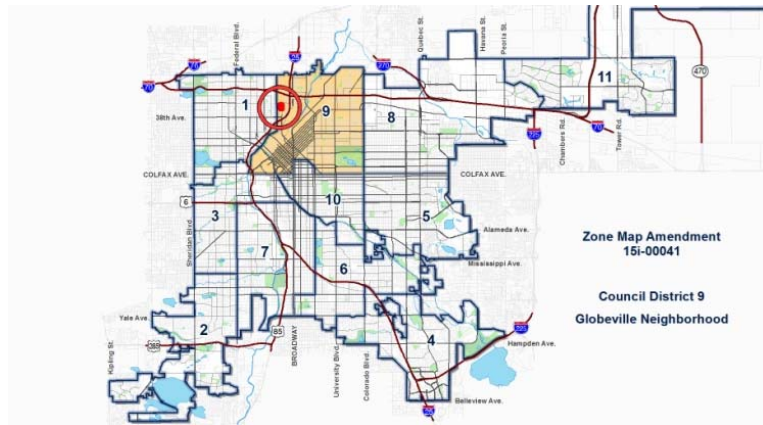 Federal Blvd.
25
Quebec St.
Havana St.
Peoria St.
70
270
470
70
11
1
9
8
38th Ave.
225
70
Chambers Rd.
Tower Rd.
COLFAX AVE.
COLFAX AVE.
6
10
3
5
Sheridan Blvd.
Alameda Ave.
Zone Map Amendment
15i-00041
7
6
Mississippi Ave.
Council District 9
Globeville Neighborhood
Yale Ave.
2
85
4
225
Kipling St.
285
BROADWAY
University Blvd.
Colorado Blvd.
Hampden Ave.
Belleview Ave.
25